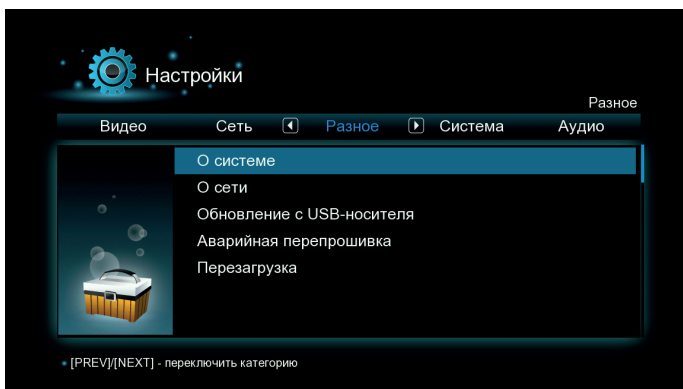 Настройки
Разное
Видео Сеть Разное Система Аудио
О системе
О сети
Обновление с USB-носителя
Аварийная перепрошивка
Перезагрузка
[PREV]/[NEXT] - переключить категорию